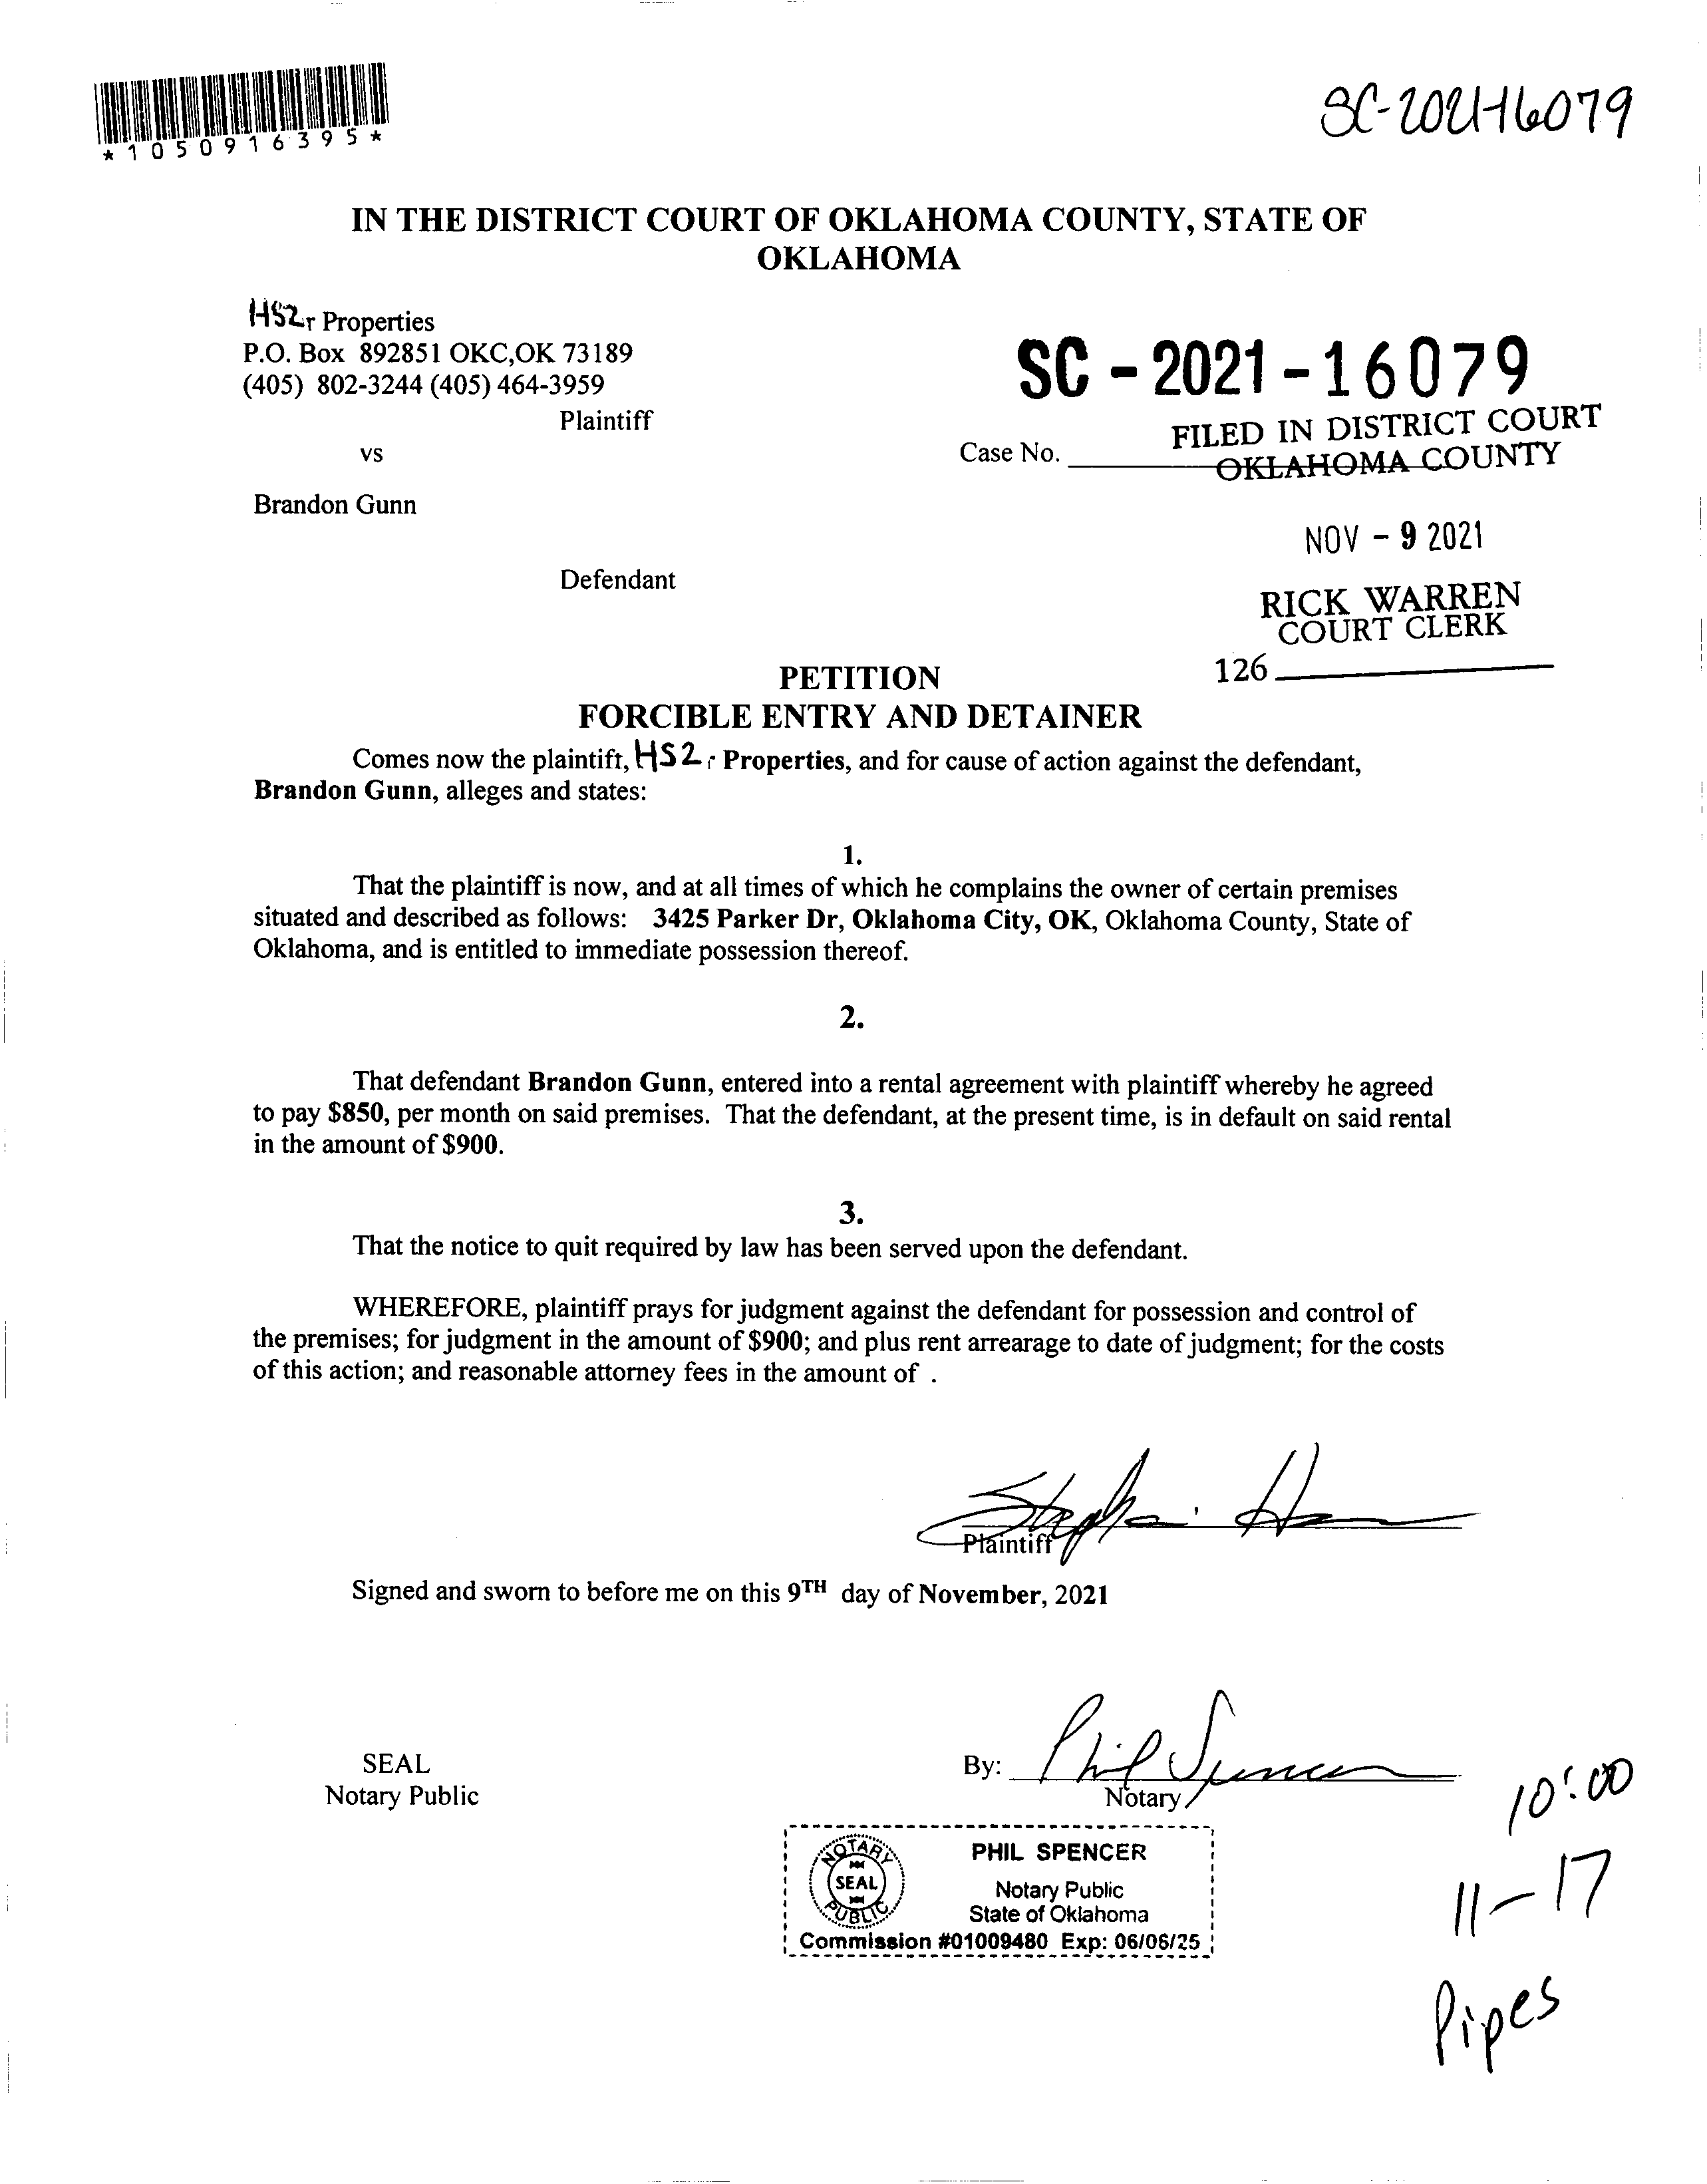 *1050916395*
SC-2021-16079
IN THE DISTRICT COURT OF OKLAHOMA COUNTY, STATE OF
OKLAHOMA
HS2r Properties
P.O. Box 892851 OKC,OK 73189
(405) 802-3244 (405) 464-3959
Plaintiff
vs
Brandon Gunn
Defendant
SC - 2021 - 16079
Case No.
FILED IN DISTRICT COURT
OKLAHOMA COUNTY
NOV - 9 2021
RICK WARREN
COURT CLERK
126
PETITION
FORCIBLE ENTRY AND DETAINER
Comes now the plaintift, HS2 r Properties, and for cause of action against the defendant,
Brandon Gunn, alleges and states:
1.
That the plaintiff is now, and at all times of which he complains the owner of certain premises
situated and described as follows: 3425 Parker Dr, Oklahoma City, OK, Oklahoma County, State of
Oklahoma, and is entitled to immediate possession thereof.
2.
That defendant Brandon Gunn, entered into a rental agreement with plaintiff whereby he agreed
to pay $850, per month on said premises. That the defendant, at the present time, is in default on said rental
in the amount of $900.
3.
That the notice to quit required by law has been served upon the defendant.
WHEREFORE, plaintiff prays for judgment against the defendant for possession and control of
the premises; for judgment in the amount of $900; and plus rent arrearage to date of judgment; for the costs
of this action; and reasonable attorney fees in the amount of .
Plaintiff
Signed and sworn to before me on this 9TH day of November, 2021
SEAL
Notary Public
By: Phil Spencer
Notary
NOTARY
SEAL
PUBLIC
PHIL SPENCER
Notary Public
State of Oklahoma
Commission #01009480 Exp: 06/06/25
10:00
11-17
Pipes